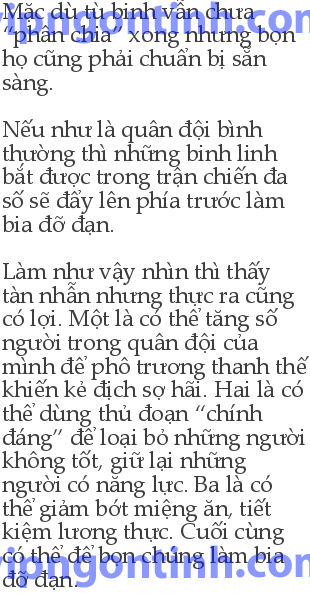 Mặc dù tù binh vẫn chưa
“phân chia” xong nhưng bọn
họ cũng phải chuẩn bị sẵn
sàng.
Nếu như là quân đội bình
thường thì những binh linh
bắt được trong trận chiến đa
số sẽ đẩy lên phía trước làm
bia đỡ đạn.
Làm như vậy nhìn thì thấy
tàn nhẫn nhưng thực ra cũng
có lợi. Một là có thể tăng số
người trong quân đội của
mình để phô trương thanh thế
khiến kẻ địch sợ hãi. Hai là có
thể dùng thủ đoạn “chính
đáng” để loại bỏ những người
không tốt, giữ lại những
người có năng lực. Ba là có
thể giảm bớt miệng ăn, tiết
kiệm lương thực. Cuối cùng
có thể để bọn chúng làm bia
đỡ đạn.
vipngontinh.com
vipngontinh.com